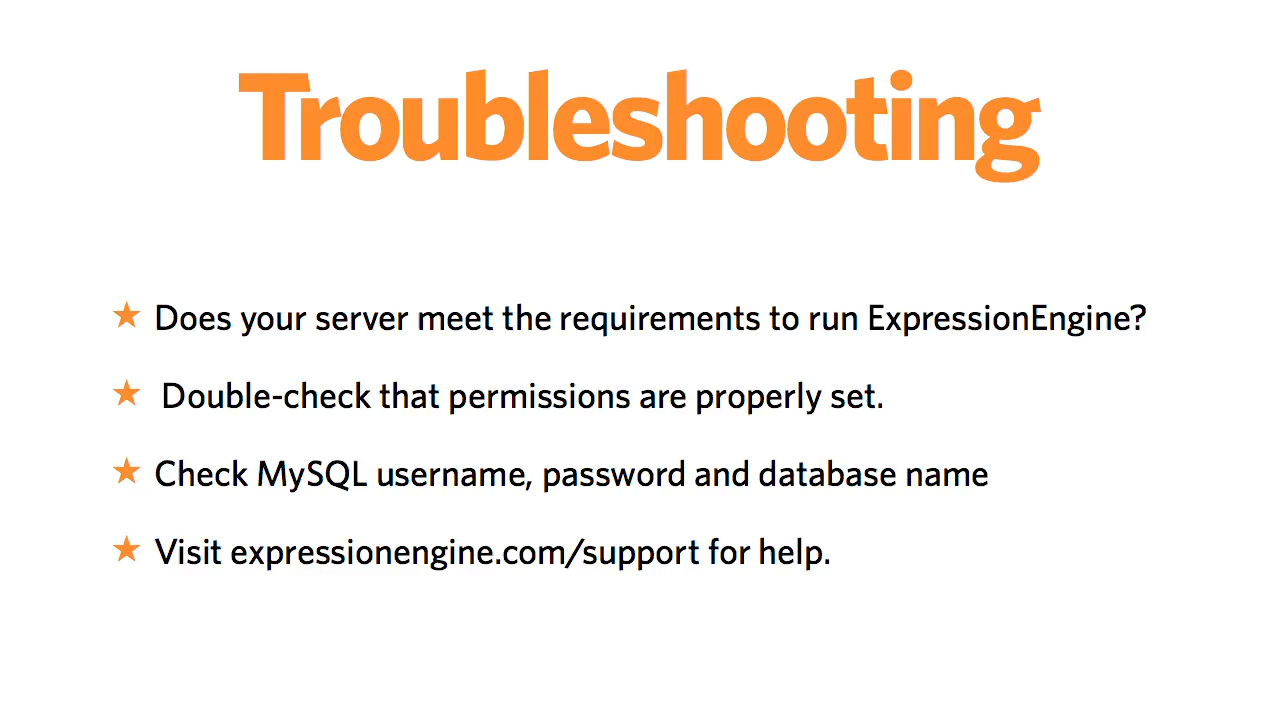 Troubleshooting
★ Does your server meet the requirements to run ExpressionEngine?
★ Double-check that permissions are properly set.
★ Check MySQL username, password and database name
★ Visit expressionengine.com/support for help.